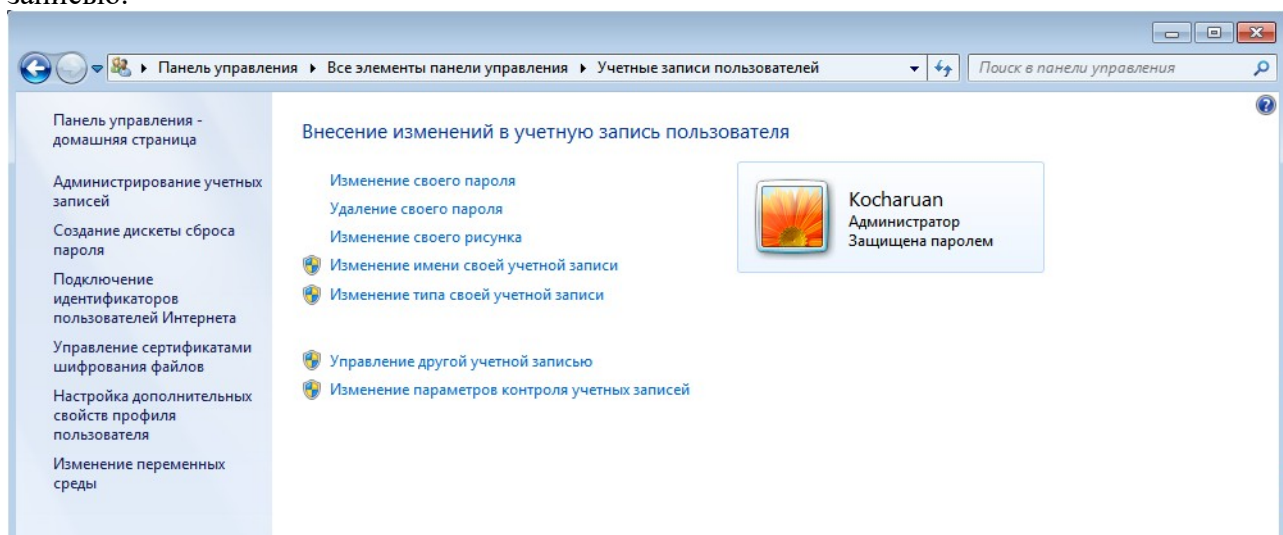 записью.
Панель управления ▸ Все элементы панели управления ▸ Учетные записи пользователей
Поиск в панели управления
Панель управления -
домашняя страница
Администрирование учетных
записей
Создание дискеты сброса
пароля
Подключение
идентификаторов
пользователей Интернета
Управление сертификатами
шифрования файлов
Настройка дополнительных
свойств профиля
пользователя
Изменение переменных
среды
Внесение изменений в учетную запись пользователя
Изменение своего пароля
Удаление своего пароля
Изменение своего рисунка
Изменение имени своей учетной записи
Изменение типа своей учетной записи
Управление другой учетной записью
Изменение параметров контроля учетных записей
Kocharuan
Администратор
Защищена паролем